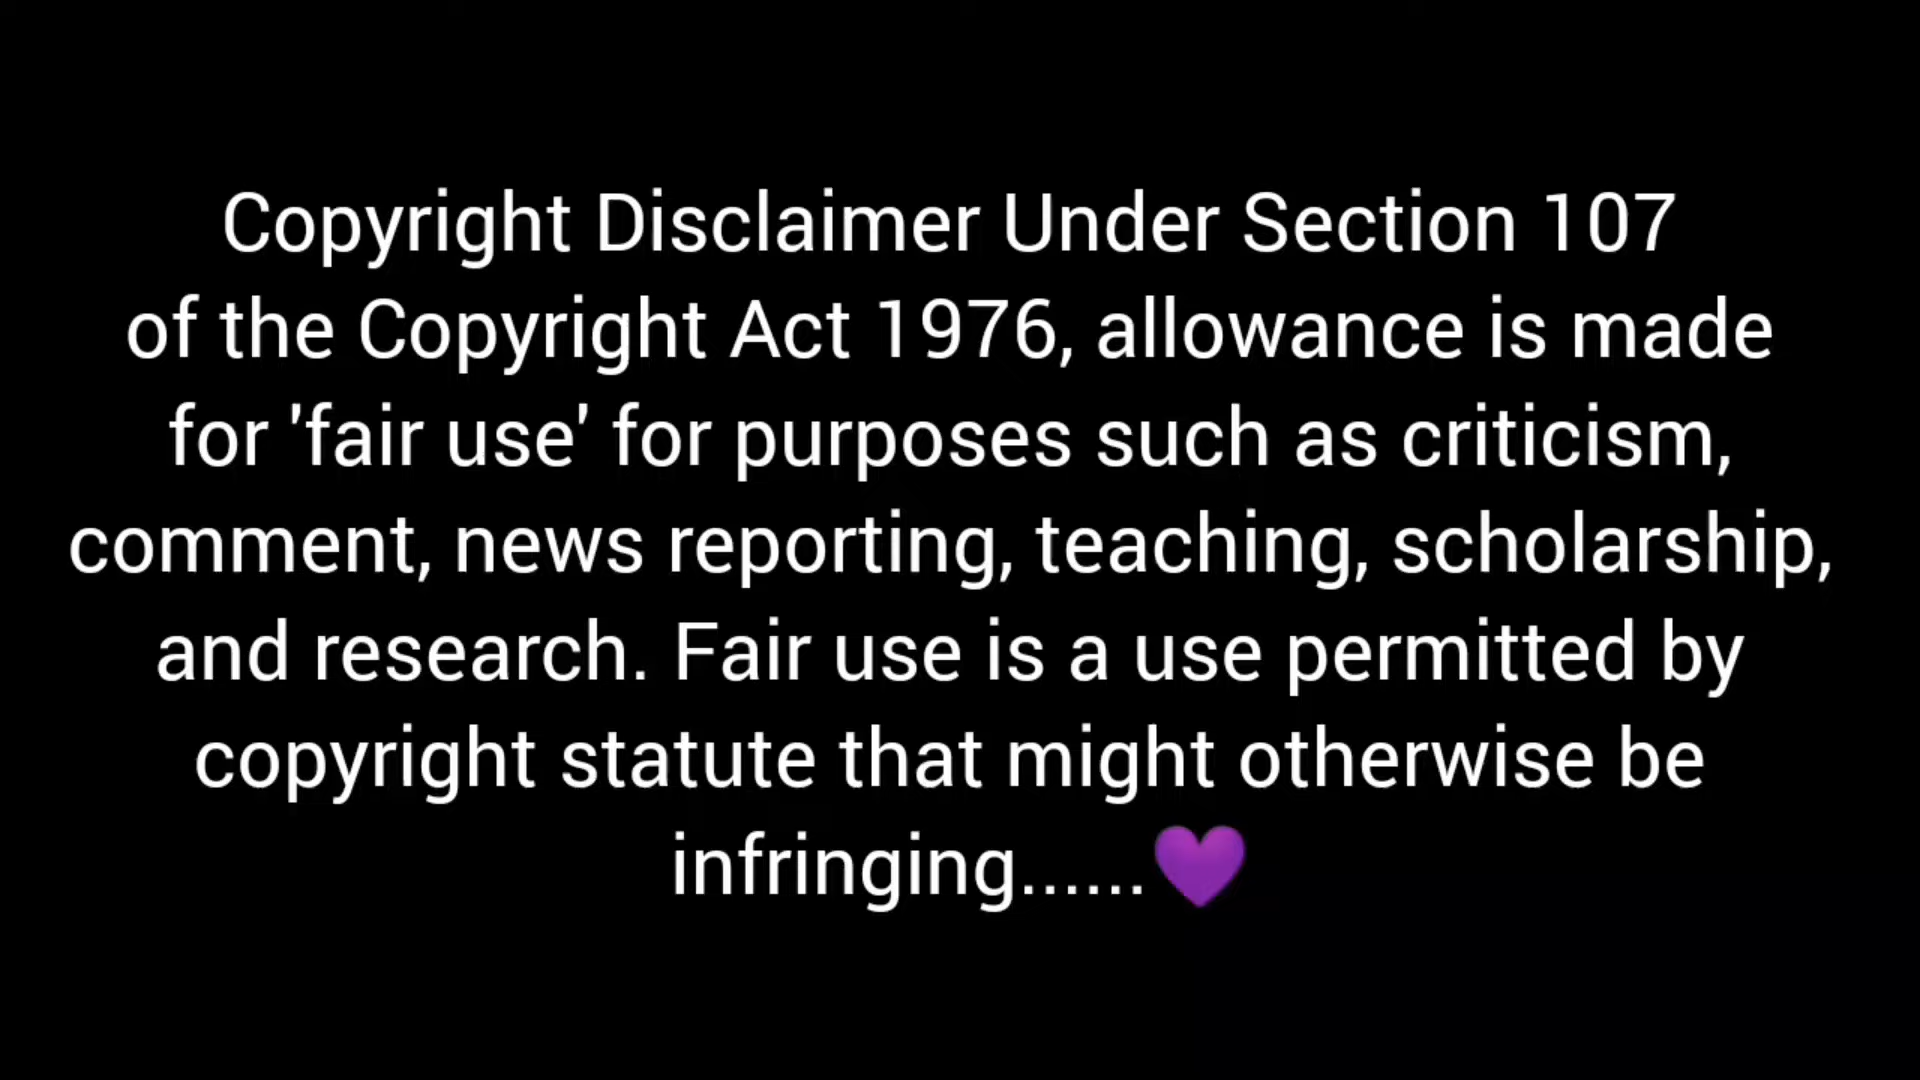 Copyright Disclaimer Under Section 107
of the Copyright Act 1976, allowance is made
for 'fair use' for purposes such as criticism,
comment, news reporting, teaching, scholarship,
and research. Fair use is a use permitted by
copyright statute that might otherwise be
infringing......💜